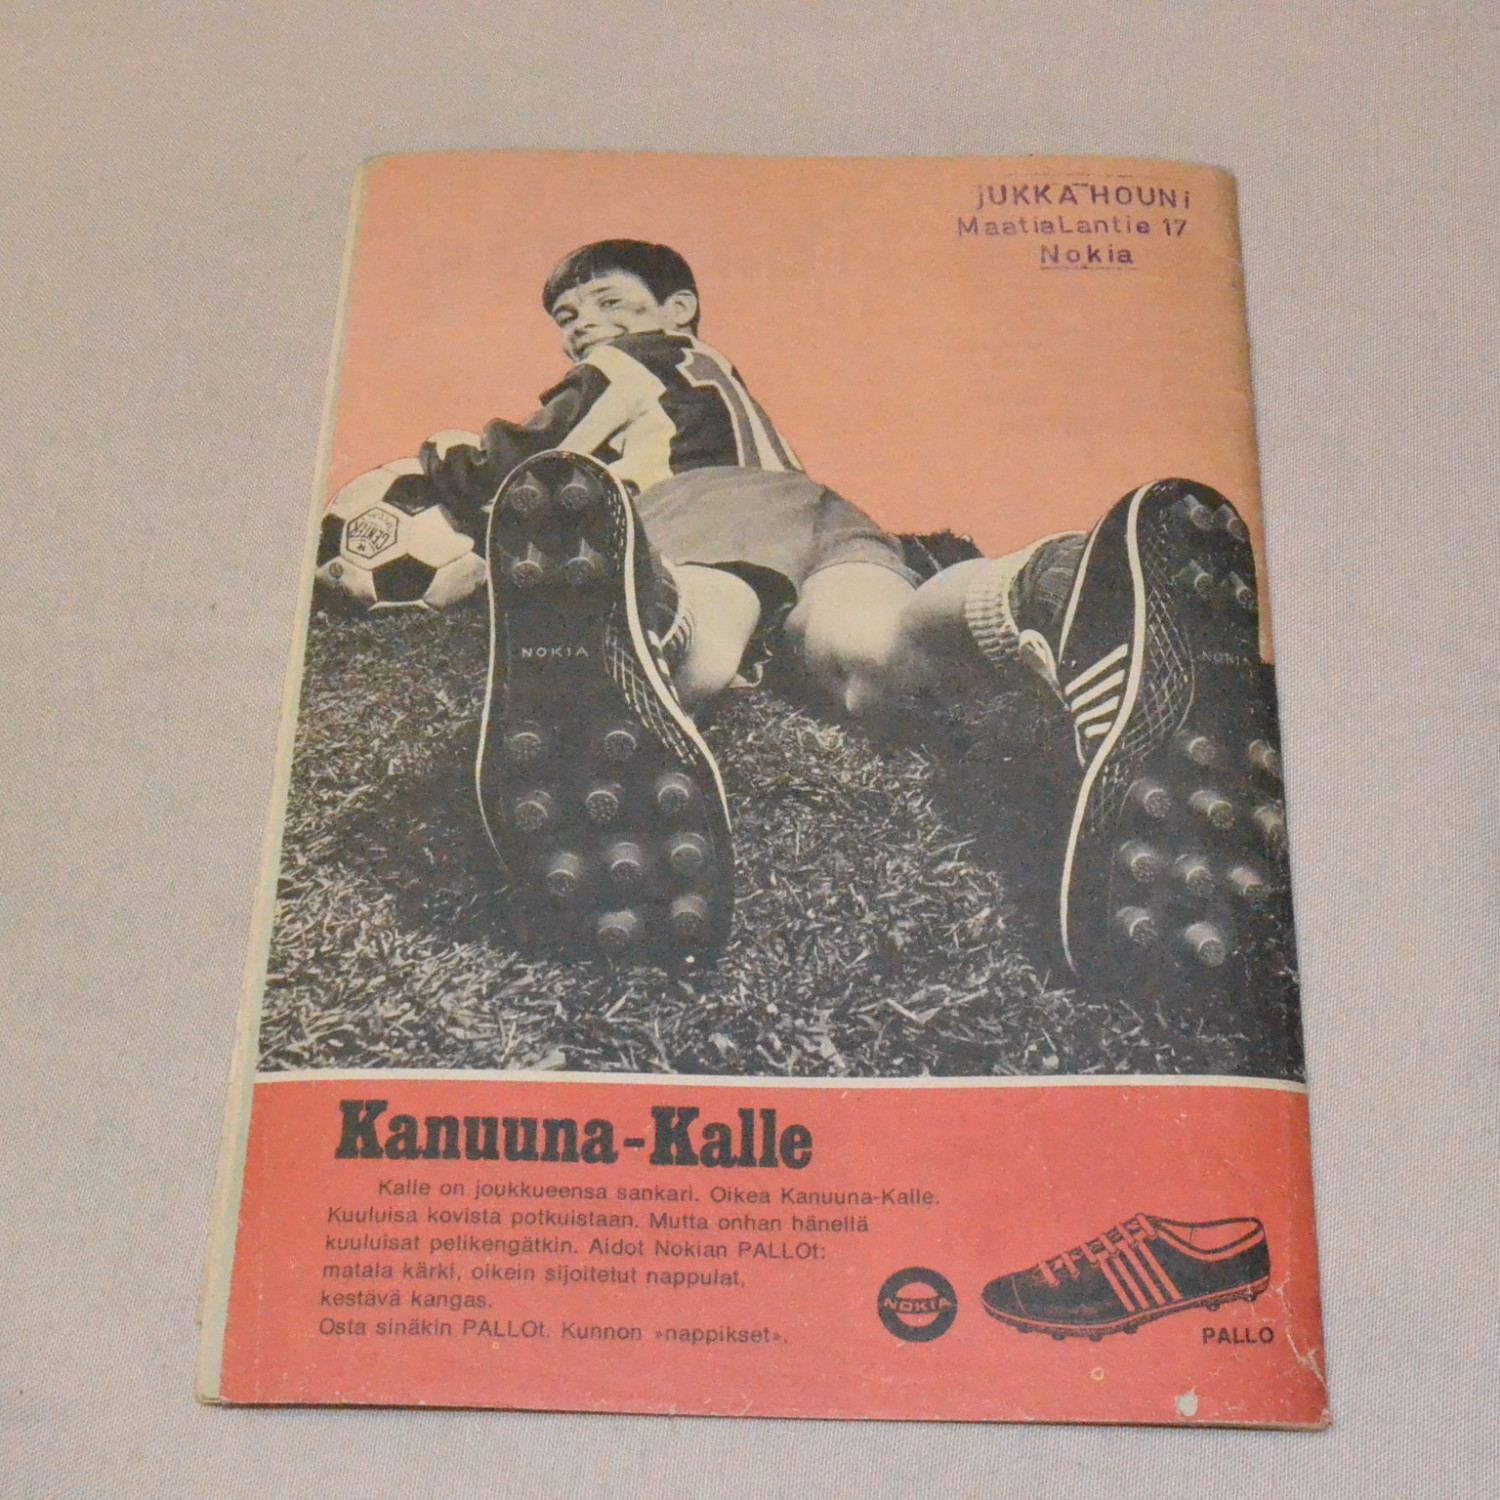 jUKKA HOUNi
MaatiaLantie 17
Nokia
CENTER
NOKIA
NOKIA
Kanuuna-Kalle
Kalle on joukkueensa sankari. Oikea Kanuuna-Kalle.
Kuuluisa kovista potkuistaan. Mutta onhan hänellä
kuuluisat pelikengätkin. Aidot Nokian PALLOt:
matala kärki, oikein sijoitetut nappulat,
kestävä kangas.
Osta sinäkin PALLOt. Kunnon »nappikset».
NOKIA
PALLO